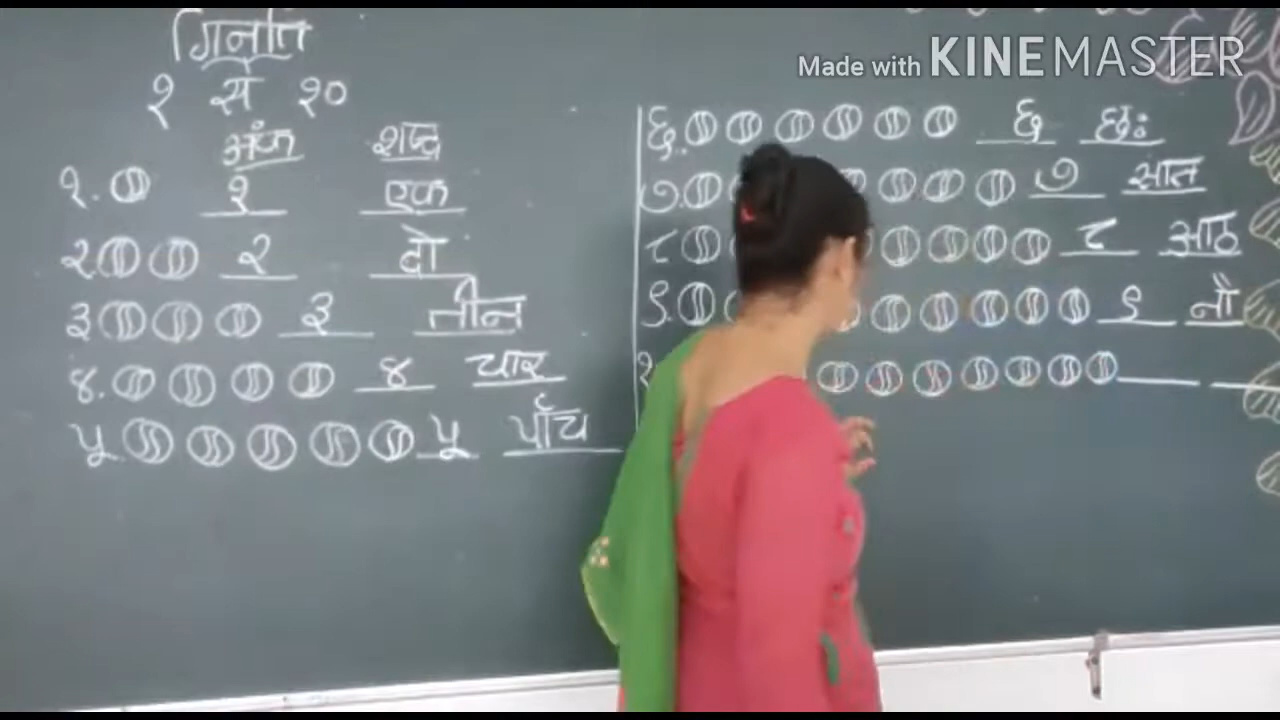 गिनति
१ से १०
अंक शब्द
१. १ एक
२. २ दो
३ ३ तीन
४. ४ चार
५. ५ पाँच
६. ६ छः
७. ७ सात
८ ८ आठ
९. ९ नौ
Made with KINEMASTER